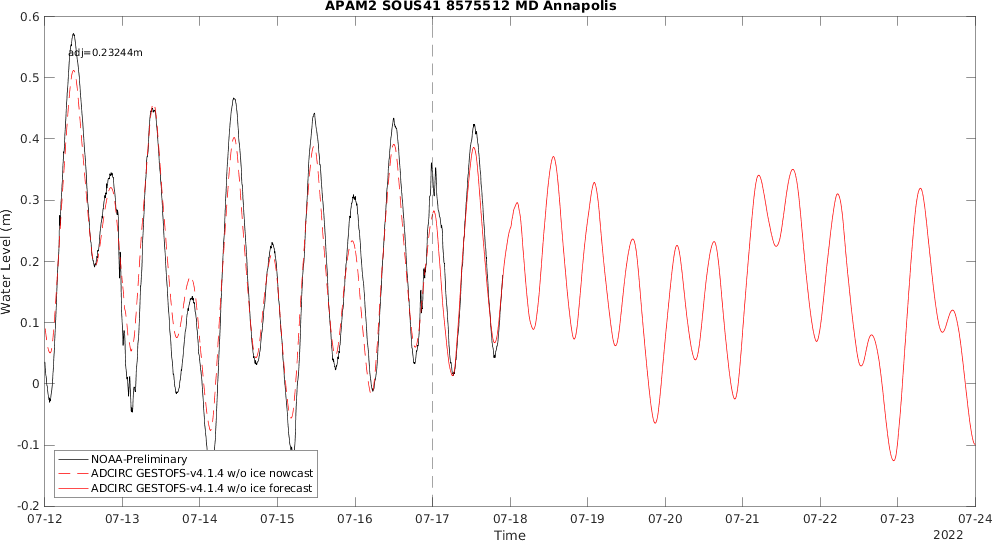 APAM2 SOUS41 8575512 MD Annapolis
adj=0.23244m
0.6
0.5
0.4
0.3
0.2
0.1
0
-0.1
-0.2
Water Level (m)
NOAA-Preliminary
ADCIRC GESTOFS-v4.1.4 w/o ice nowcast
ADCIRC GESTOFS-v4.1.4 w/o ice forecast
07-12 07-13 07-14 07-15 07-16 07-17 07-18 07-19 07-20 07-21 07-22 07-23 07-24
Time
2022